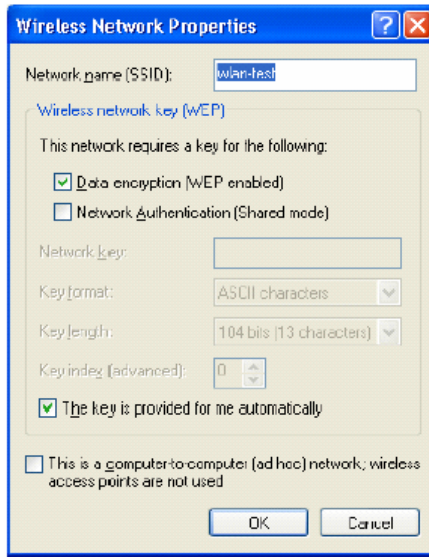 Wireless Network Properties
Network name (SSID): wlan-test
Wireless network key (WEP)
This network requires a key for the following:
Data encryption (WEP enabled)
Network Authentication (Shared mode)
Network key:
Key format: ASCII characters
Key length: 104 bits (13 characters)
Key index (advanced): 0
The key is provided for me automatically
This is a computer-to-computer (ad hoc) network; wireless
access points are not used
OK Cancel